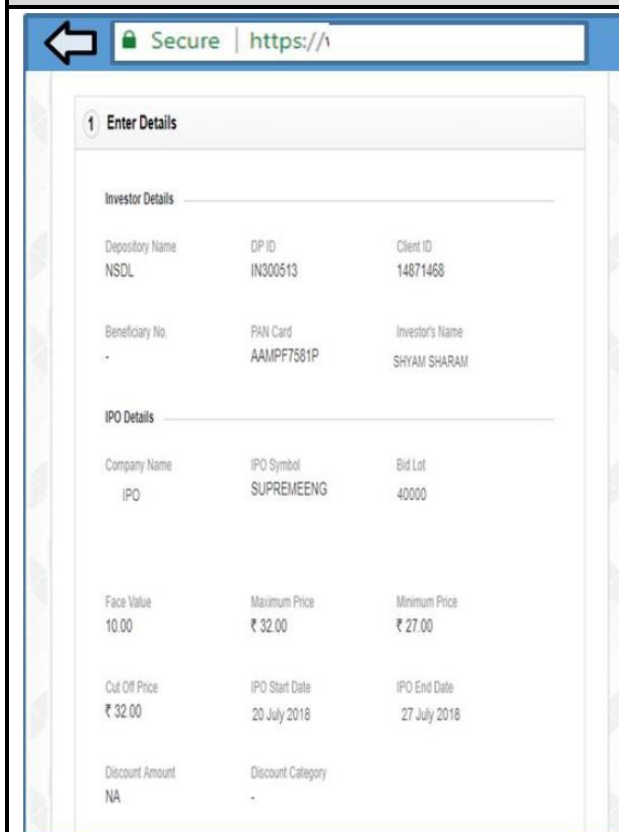 Secure | https://
1 Enter Details
Investor Details
Depository Name DP ID Client ID
NSDL IN300513 14871468
Beneficiary No. PAN Card Investor's Name
- AAMPF7581P SHYAM SHARAM
IPO Details
Company Name IPO Symbol Bid Lot
IPO SUPREMEENG 40000
Face Value Maximum Price Minimum Price
10.00 ₹ 32.00 ₹ 27.00
Cut Off Price IPO Start Date IPO End Date
₹ 32.00 20 July 2018 27 July 2018
Discount Amount Discount Category
NA -